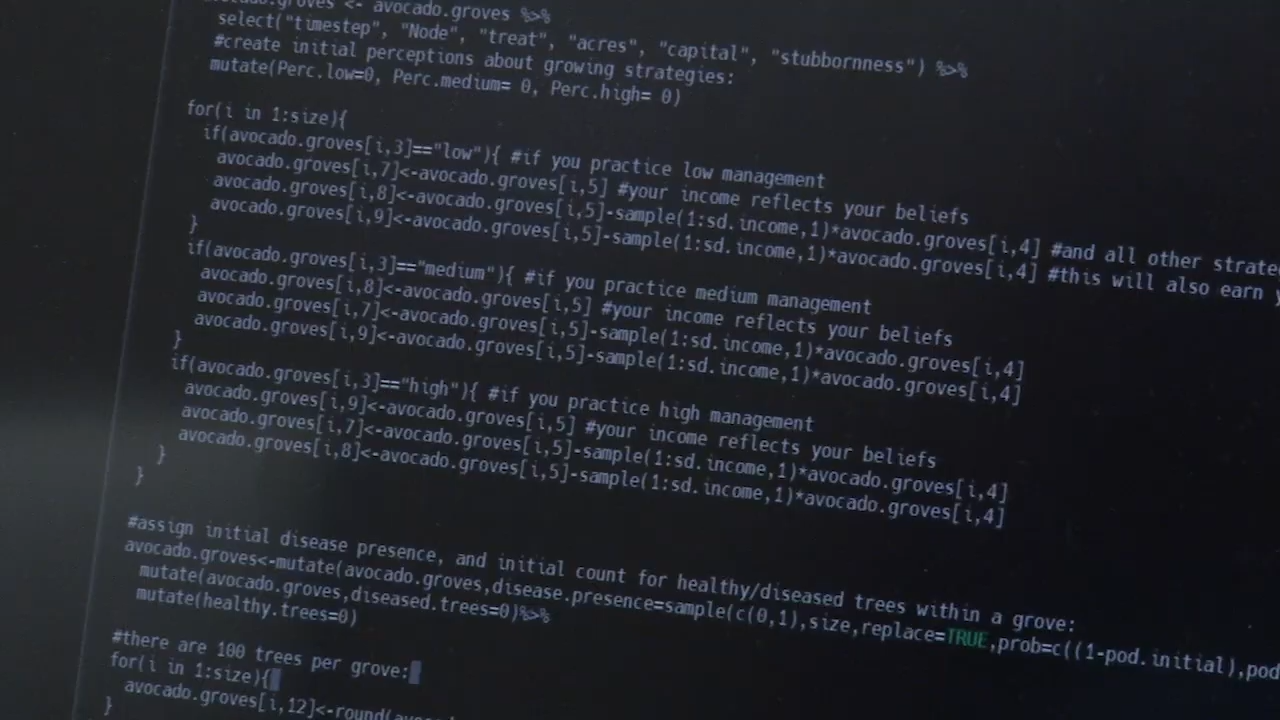 avocado.groves <- avocado.groves %>%
select("timestep", "Node", "treat", "acres", "capital", "stubbornness") %>%
#create initial perceptions about growing strategies:
mutate(Perc.low=0, Perc.medium= 0, Perc.high= 0)
for(i in 1:size){
if(avocado.groves[i,3]=="low"){ #if you practice low management
avocado.groves[i,7]<-avocado.groves[i,5] #your income reflects your beliefs
avocado.groves[i,8]<-avocado.groves[i,5]-sample(1:sd.income,1)*avocado.groves[i,4] #and all other
avocado.groves[i,9]<-avocado.groves[i,5]-sample(1:sd.income,1)*avocado.groves[i,4] #this will also earn
}
if(avocado.groves[i,3]=="medium"){ #if you practice medium management
avocado.groves[i,8]<-avocado.groves[i,5] #your income reflects your beliefs
avocado.groves[i,7]<-avocado.groves[i,5]-sample(1:sd.income,1)*avocado.groves[i,4]
avocado.groves[i,9]<-avocado.groves[i,5]-sample(1:sd.income,1)*avocado.groves[i,4]
}
if(avocado.groves[i,3]=="high"){ #if you practice high management
avocado.groves[i,9]<-avocado.groves[i,5] #your income reflects your beliefs
avocado.groves[i,7]<-avocado.groves[i,5]-sample(1:sd.income,1)*avocado.groves[i,4]
avocado.groves[i,8]<-avocado.groves[i,5]-sample(1:sd.income,1)*avocado.groves[i,4]
}
}
#assign initial disease presence, and initial count for healthy/diseased trees within a grove:
avocado.groves<-mutate(avocado.groves,disease.presence=sample(c(0,1),size,replace=TRUE,prob=c((1-pod.initial),pod
mutate(avocado.groves,diseased.trees=0)%>%
mutate(healthy.trees=0)
#there are 100 trees per grove:
for(i in 1:size){
avocado.groves[i,12]<-round(
}